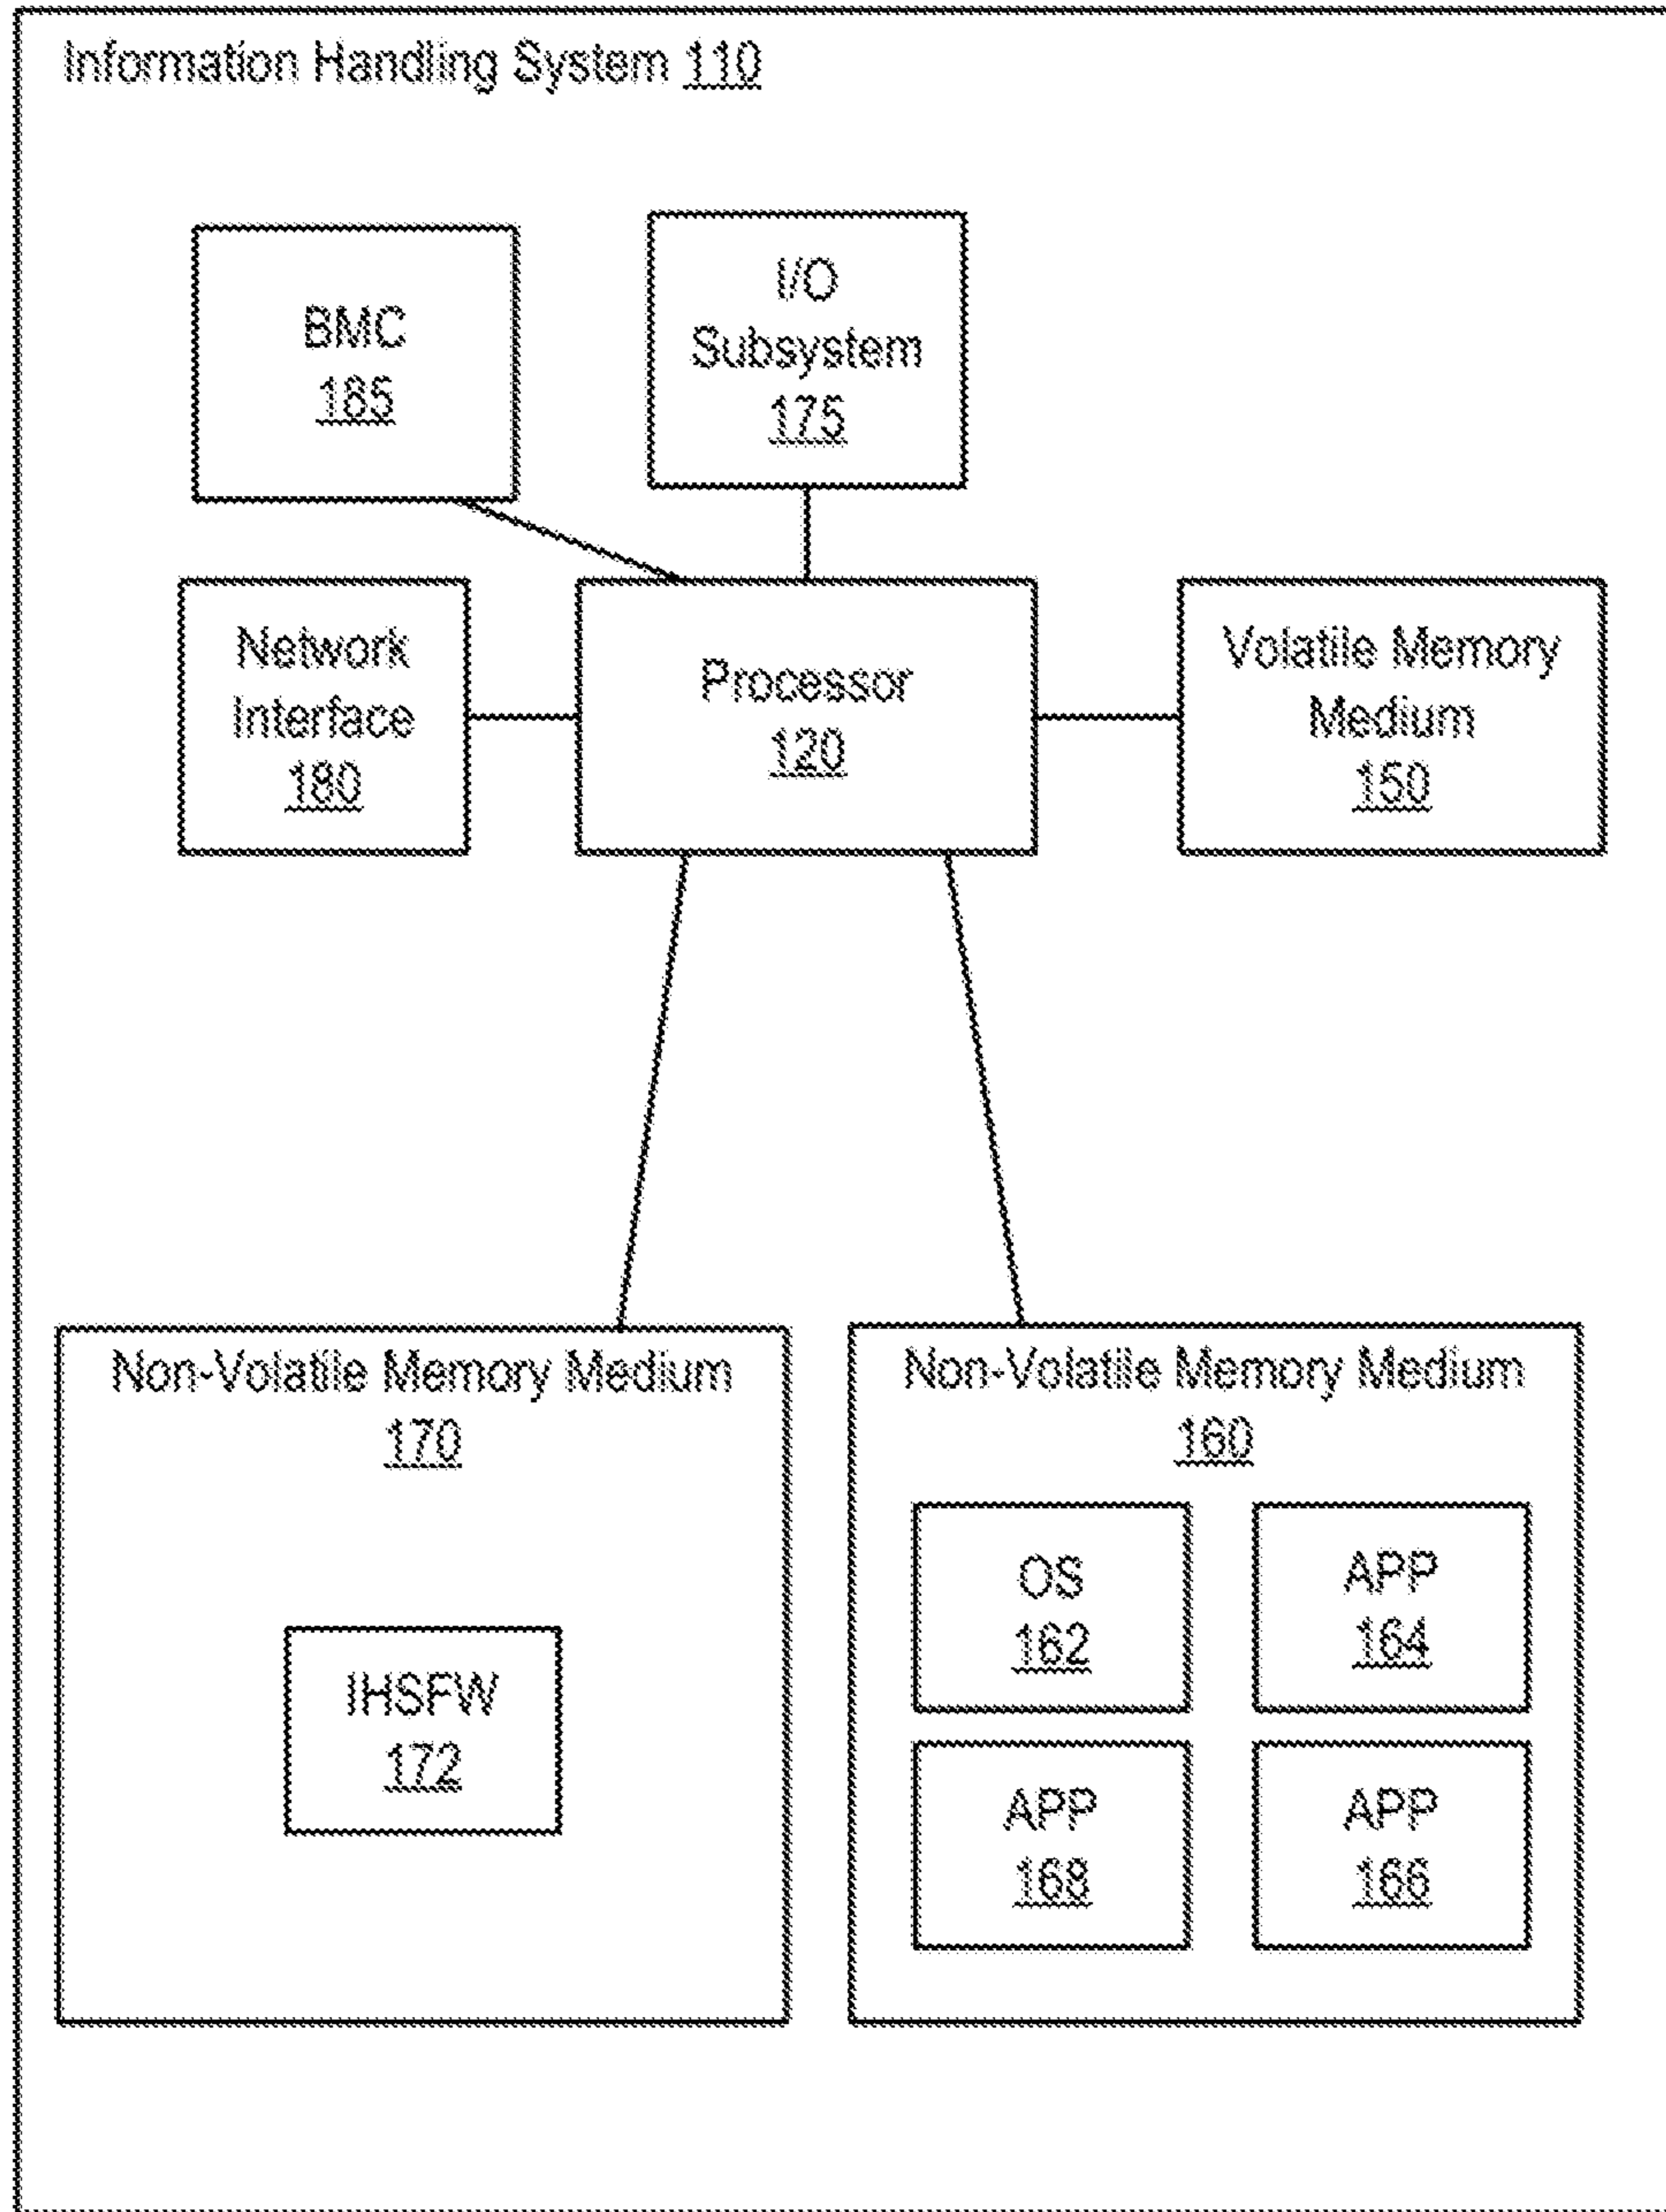 Information Handling System 110
BMC
185
I/O
Subsystem
175
Network
Interface
180
Processor
120
Volatile Memory
Medium
150
Non-Volatile Memory Medium
170
IHSFW
172
Non-Volatile Memory Medium
160
OS
162
APP
164
APP
168
APP
166